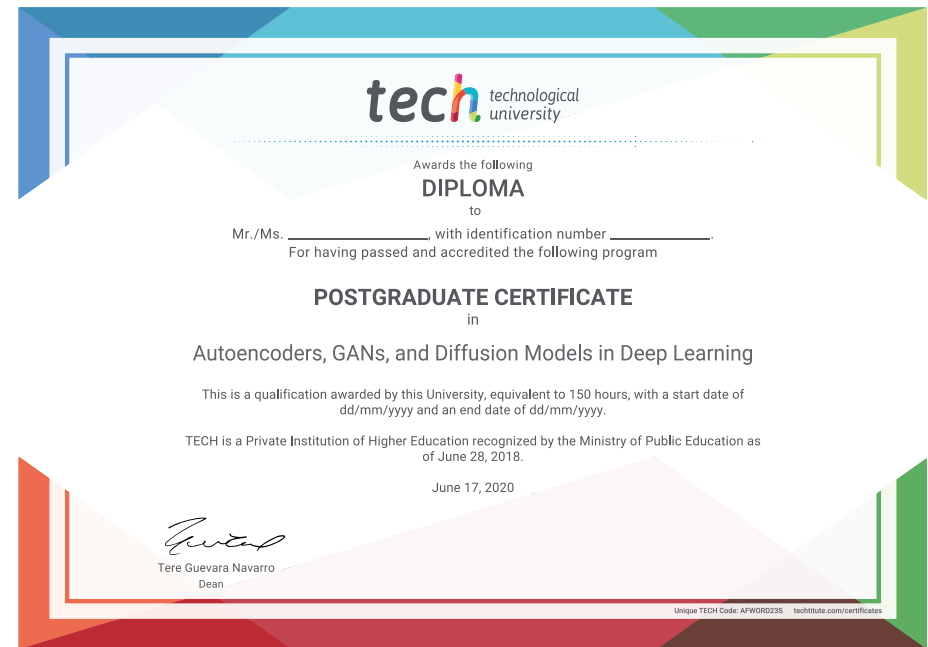 tech technological
university
Awards the following
DIPLOMA
to
Mr./Ms. ____________________, with identification number ______________.
For having passed and accredited the following program
POSTGRADUATE CERTIFICATE
in
Autoencoders, GANs, and Diffusion Models in Deep Learning
This is a qualification awarded by this University, equivalent to 150 hours, with a start date of
dd/mm/yyyy and an end date of dd/mm/yyyy.
TECH is a Private Institution of Higher Education recognized by the Ministry of Public Education as
of June 28, 2018.
June 17, 2020
Tere Guevara Navarro
Dean
Unique TECH Code: AFWORD23S techtitute.com/certificates